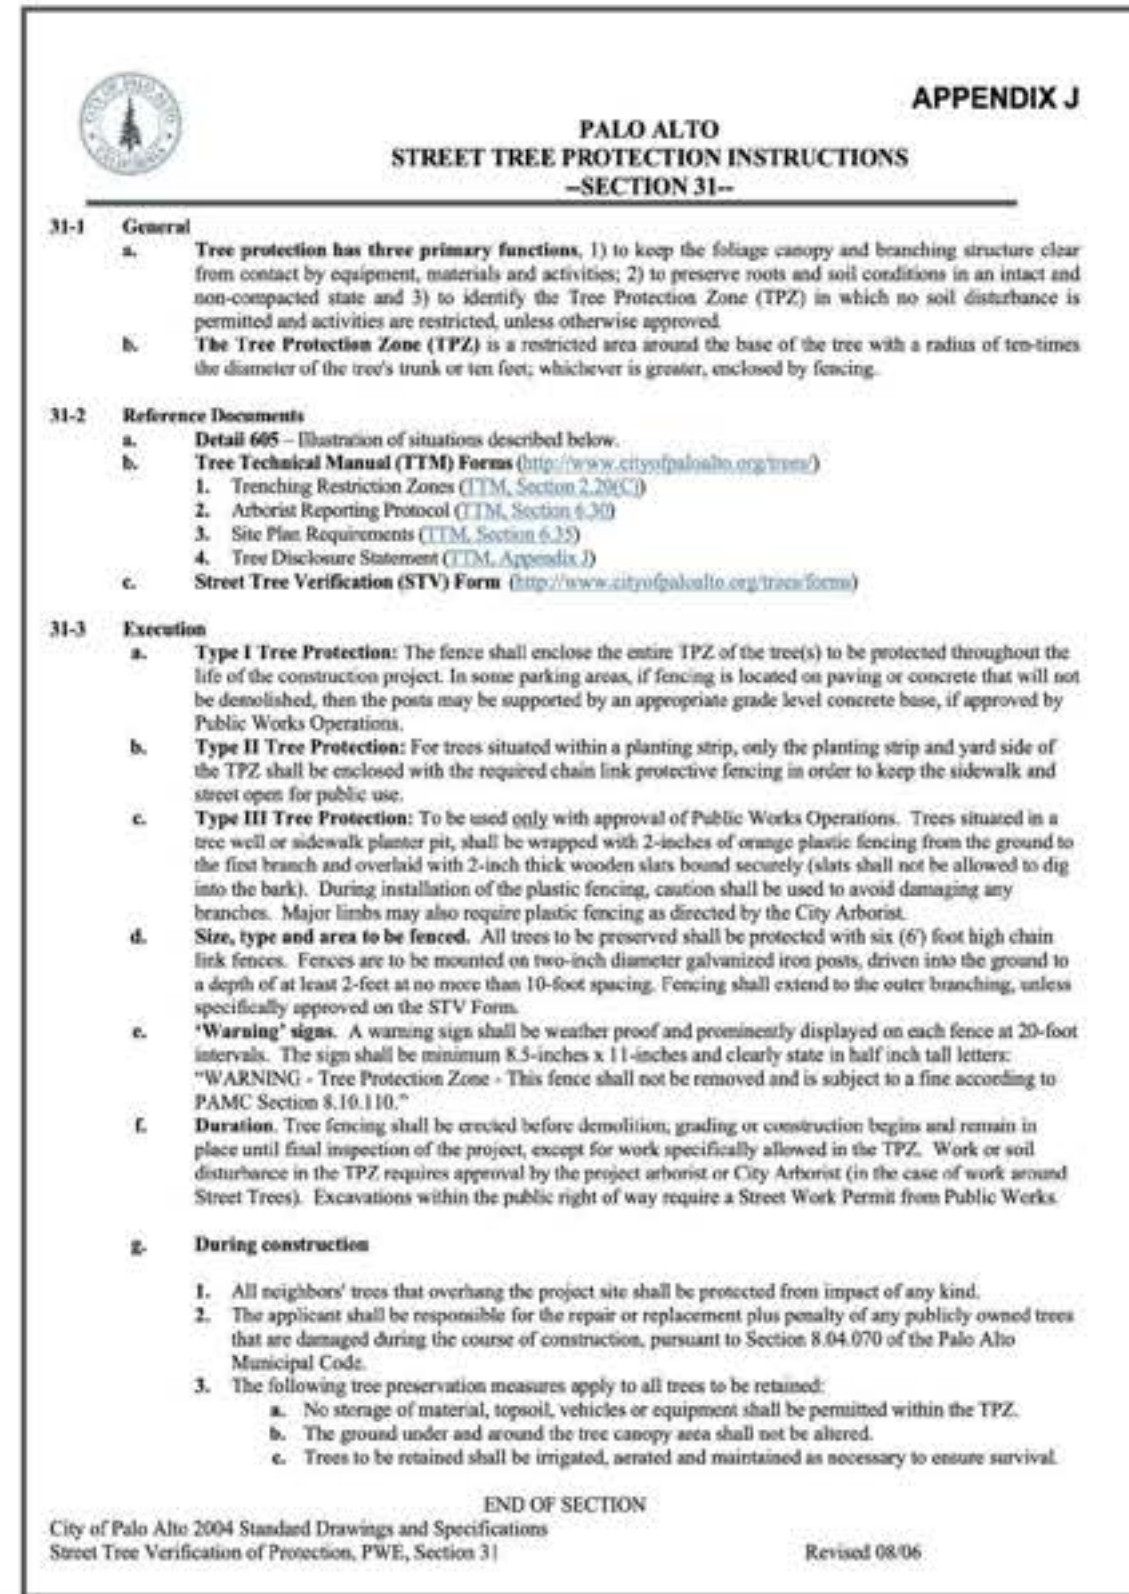 CITY OF PALO ALTO
CALIFORNIA
APPENDIX J
PALO ALTO
STREET TREE PROTECTION INSTRUCTIONS
--SECTION 31--
31-1 General
a. Tree protection has three primary functions, 1) to keep the foliage canopy and branching structure clear
from contact by equipment, materials and activities; 2) to preserve roots and soil conditions in an intact and
non-compacted state and 3) to identify the Tree Protection Zone (TPZ) in which no soil disturbance is
permitted and activities are restricted, unless otherwise approved.
b. The Tree Protection Zone (TPZ) is a restricted area around the base of the tree with a radius of ten-times
the diameter of the tree's trunk or ten feet; whichever is greater, enclosed by fencing.
31-2 Reference Documents
a. Detail 605 – Illustration of situations described below.
b. Tree Technical Manual (TTM) Forms (http://www.cityofpaloalto.org/trees/)
1. Trenching Restriction Zones (TTM, Section 2.20(C))
2. Arborist Reporting Protocol (TTM, Section 6.30)
3. Site Plan Requirements (TTM, Section 6.35)
4. Tree Disclosure Statement (TTM, Appendix J)
c. Street Tree Verification (STV) Form (http://www.cityofpaloalto.org/trees/forms)
31-3 Execution
a. Type I Tree Protection: The fence shall enclose the entire TPZ of the tree(s) to be protected throughout the
life of the construction project. In some parking areas, if fencing is located on paving or concrete that will not
be demolished, then the posts may be supported by an appropriate grade level concrete base, if approved by
Public Works Operations.
b. Type II Tree Protection: For trees situated within a planting strip, only the planting strip and yard side of
the TPZ shall be enclosed with the required chain link protective fencing in order to keep the sidewalk and
street open for public use.
c. Type III Tree Protection: To be used only with approval of Public Works Operations. Trees situated in a
tree well or sidewalk planter pit, shall be wrapped with 2-inches of orange plastic fencing from the ground to
the first branch and overlaid with 2-inch thick wooden slats bound securely (slats shall not be allowed to dig
into the bark). During installation of the plastic fencing, caution shall be used to avoid damaging any
branches. Major limbs may also require plastic fencing as directed by the City Arborist.
d. Size, type and area to be fenced. All trees to be preserved shall be protected with six (6') foot high chain
link fences. Fences are to be mounted on two-inch diameter galvanized iron posts, driven into the ground to
a depth of at least 2-feet at no more than 10-foot spacing. Fencing shall extend to the outer branching, unless
specifically approved on the STV Form.
e. 'Warning' signs. A warning sign shall be weather proof and prominently displayed on each fence at 20-foot
intervals. The sign shall be minimum 8.5-inches x 11-inches and clearly state in half inch tall letters:
"WARNING - Tree Protection Zone - This fence shall not be removed and is subject to a fine according to
PAMC Section 8.10.110."
f. Duration. Tree fencing shall be erected before demolition, grading or construction begins and remain in
place until final inspection of the project, except for work specifically allowed in the TPZ. Work or soil
disturbance in the TPZ requires approval by the project arborist or City Arborist (in the case of work around
Street Trees). Excavations within the public right of way require a Street Work Permit from Public Works.
g. During construction
1. All neighbors' trees that overhang the project site shall be protected from impact of any kind.
2. The applicant shall be responsible for the repair or replacement plus penalty of any publicly owned trees
that are damaged during the course of construction, pursuant to Section 8.04.070 of the Palo Alto
Municipal Code.
3. The following tree preservation measures apply to all trees to be retained:
a. No storage of material, topsoil, vehicles or equipment shall be permitted within the TPZ.
b. The ground under and around the tree canopy area shall not be altered.
c. Trees to be retained shall be irrigated, aerated and maintained as necessary to ensure survival.
END OF SECTION
City of Palo Alto 2004 Standard Drawings and Specifications
Street Tree Verification of Protection, PWE, Section 31 Revised 08/06